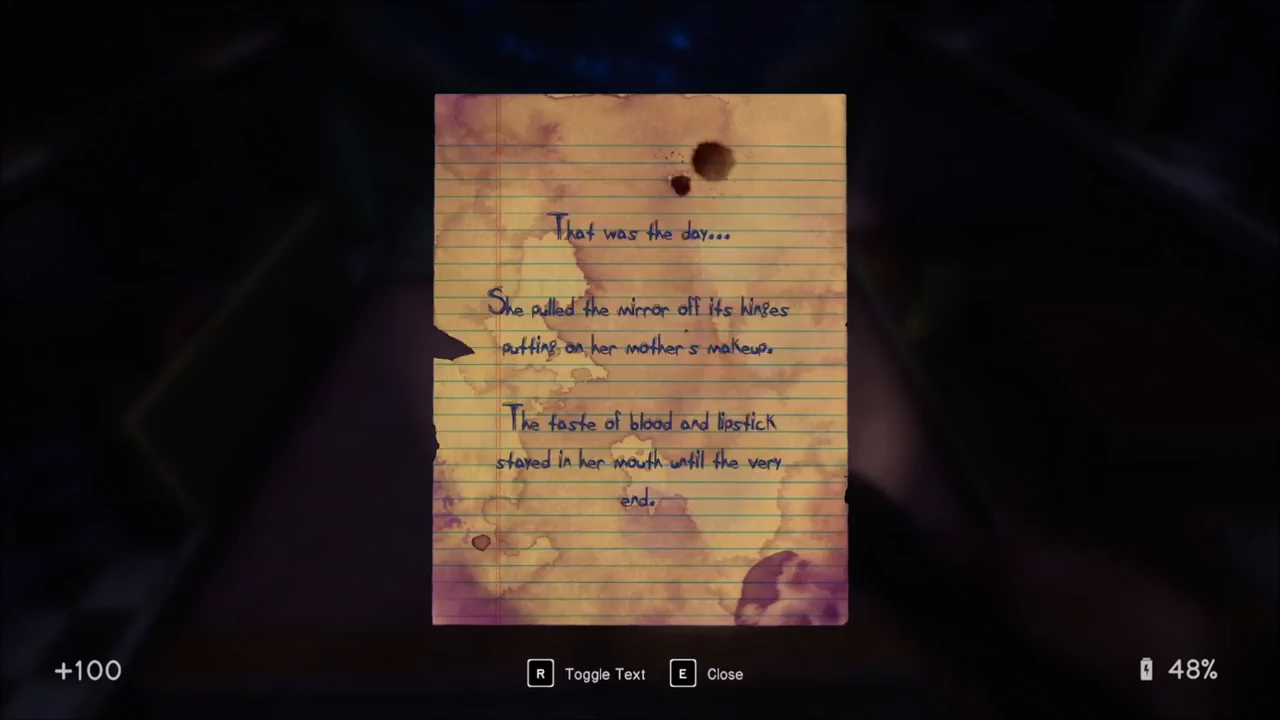 That was the day...
She pulled the mirror off its hinges
putting on her mother's makeup.
The taste of blood and lipstick
stayed in her mouth until the very
end.
+100
R Toggle Text E Close
48%